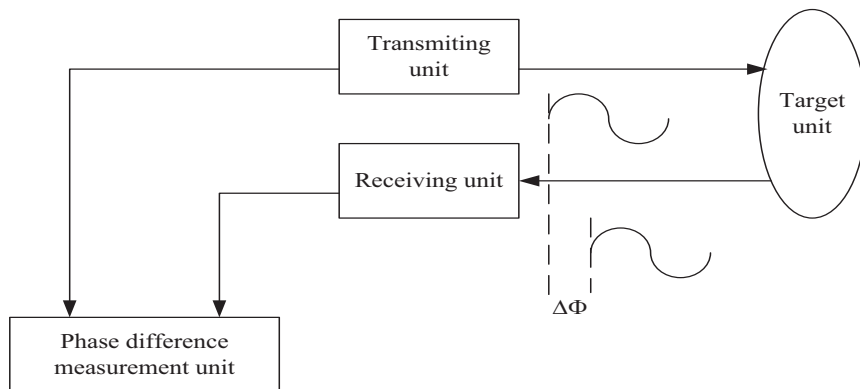 Transmiting
unit
Target
unit
Receiving unit
ΔΦ
Phase difference
measurement unit